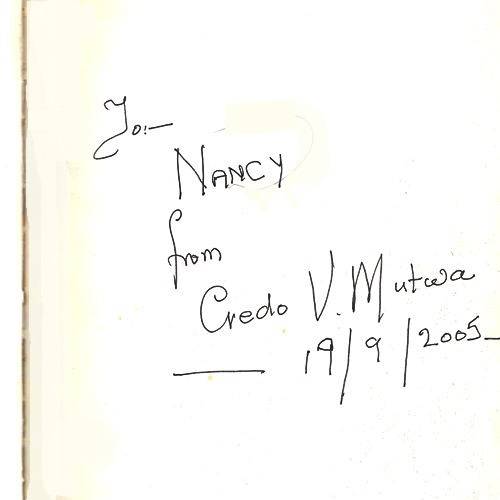 To:-
NANCY
from
Credo V. Mutwa
19/9/2005